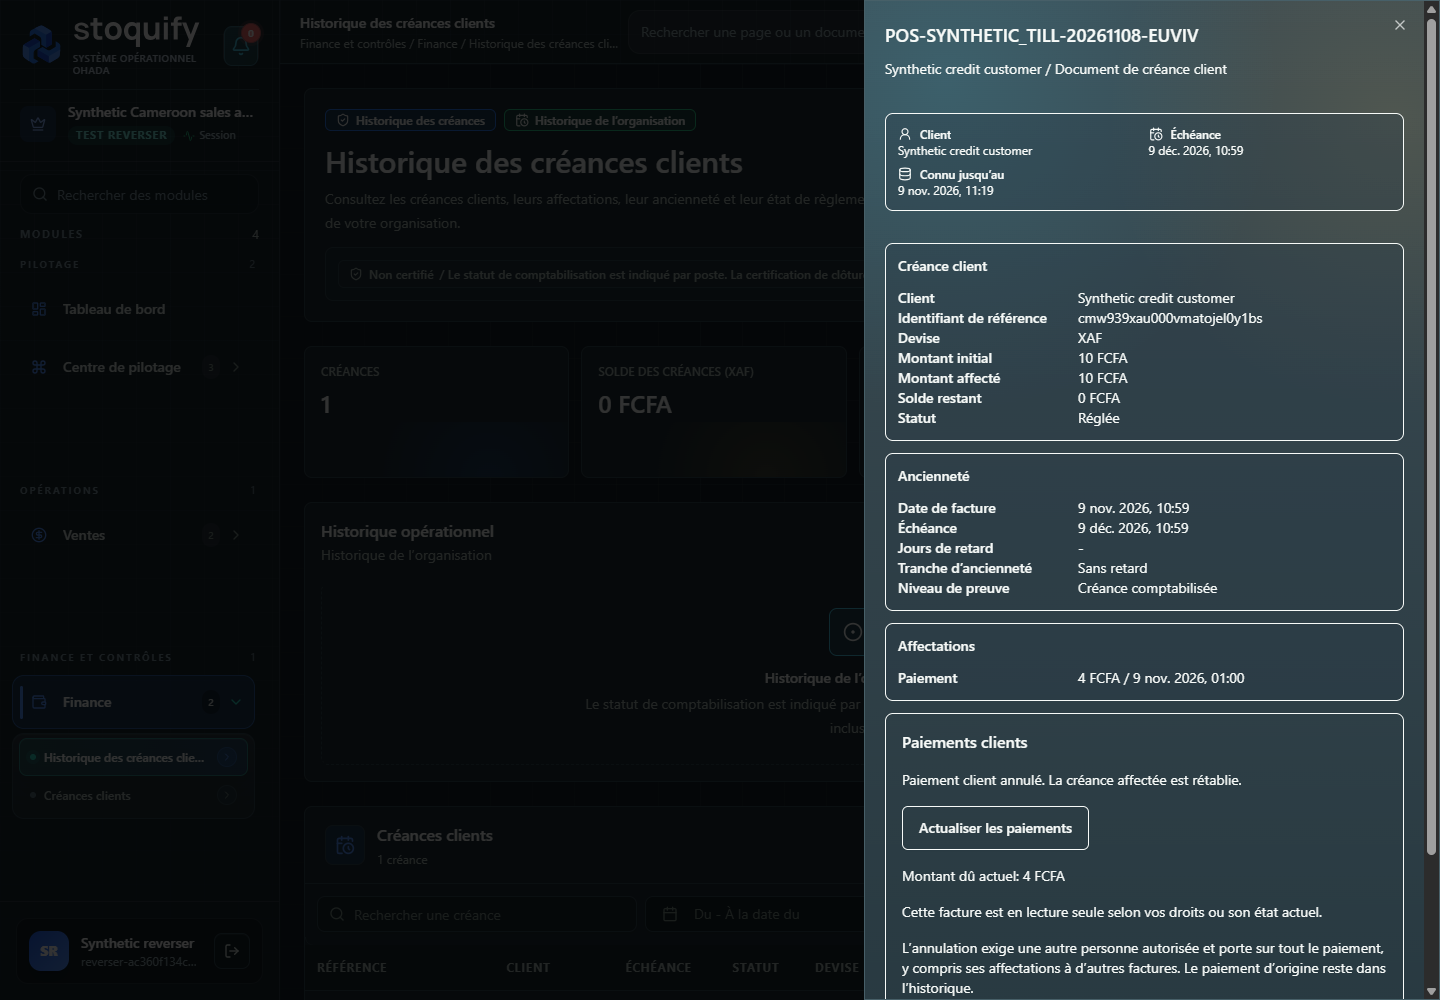 stoquify
SYSTÈME OPÉRATIONNEL
OHADA
8
Synthetic Cameroon sales a...
TEST REVERSER
Session
Rechercher des modules
MODULES
4
PILOTAGE
2
Tableau de bord
Centre de pilotage
3
OPÉRATIONS
1
Ventes
2
FINANCE ET CONTRÔLES
1
Finance
2
Historique des créances clie...
Créances clients
SR
Synthetic reverser
reverser-ac360f134c...
Historique des créances clients
Finance et contrôles / Finance / Historique des créances cli...
Rechercher une page ou un docume
Historique des créances
Historique de l'organisation
Historique des créances clients
Consultez les créances clients, leurs affectations, leur ancienneté et leur état de règleme
de votre organisation.
Non certifié / Le statut de comptabilisation est indiqué par poste. La certification de clôtur
CRÉANCES
1
SOLDE DES CRÉANCES (XAF)
0 FCFA
Historique opérationnel
Historique de l'organisation
Historique de l'o
Le statut de comptabilisation est indiqué par
inclus
Créances clients
1 créance
Rechercher une créance
Du - À la date du
RÉFÉRENCE
CLIENT
ÉCHÉANCE
STATUT
DEVISE
POS-SYNTHETIC_TILL-20261108-EUVIV
Synthetic credit customer / Document de créance client
Client
Synthetic credit customer
Échéance
9 déc. 2026, 10:59
Connu jusqu'au
9 nov. 2026, 11:19
Créance client
Client Synthetic credit customer
Identifiant de référence cmw939xau000vmatojel0y1bs
Devise XAF
Montant initial 10 FCFA
Montant affecté 10 FCFA
Solde restant 0 FCFA
Statut Réglée
Ancienneté
Date de facture 9 nov. 2026, 10:59
Échéance 9 déc. 2026, 10:59
Jours de retard -
Tranche d'ancienneté Sans retard
Niveau de preuve Créance comptabilisée
Affectations
Paiement 4 FCFA / 9 nov. 2026, 01:00
Paiements clients
Paiement client annulé. La créance affectée est rétablie.
Actualiser les paiements
Montant dû actuel: 4 FCFA
Cette facture est en lecture seule selon vos droits ou son état actuel.
L'annulation exige une autre personne autorisée et porte sur tout le paiement,
y compris ses affectations à d'autres factures. Le paiement d'origine reste dans
l'historique.